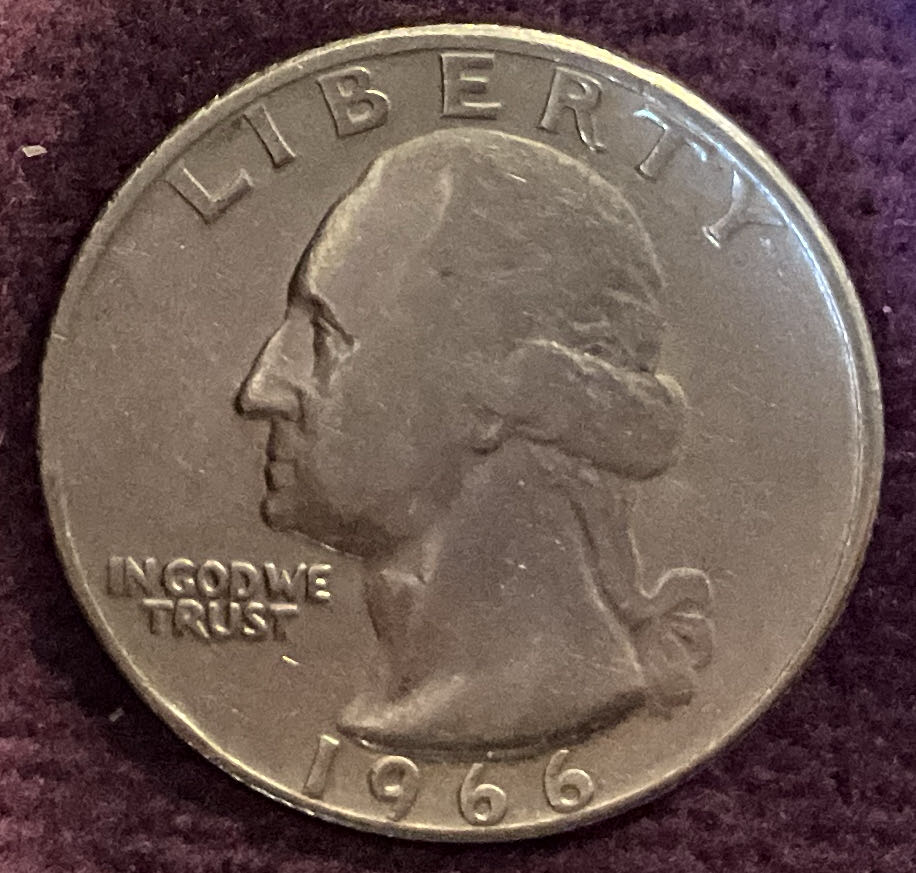 LIBERTY
IN GOD WE
TRUST
1966